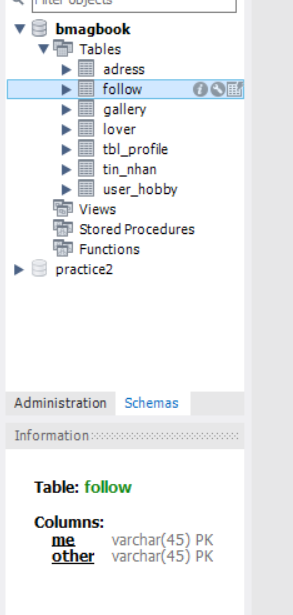 Filter objects
bmagbook
Tables
adress
follow
gallery
lover
tbl_profile
tin_nhan
user_hobby
Views
Stored Procedures
Functions
practice2
Administration Schemas
Information
Table: follow
Columns:
me varchar(45) PK
other varchar(45) PK